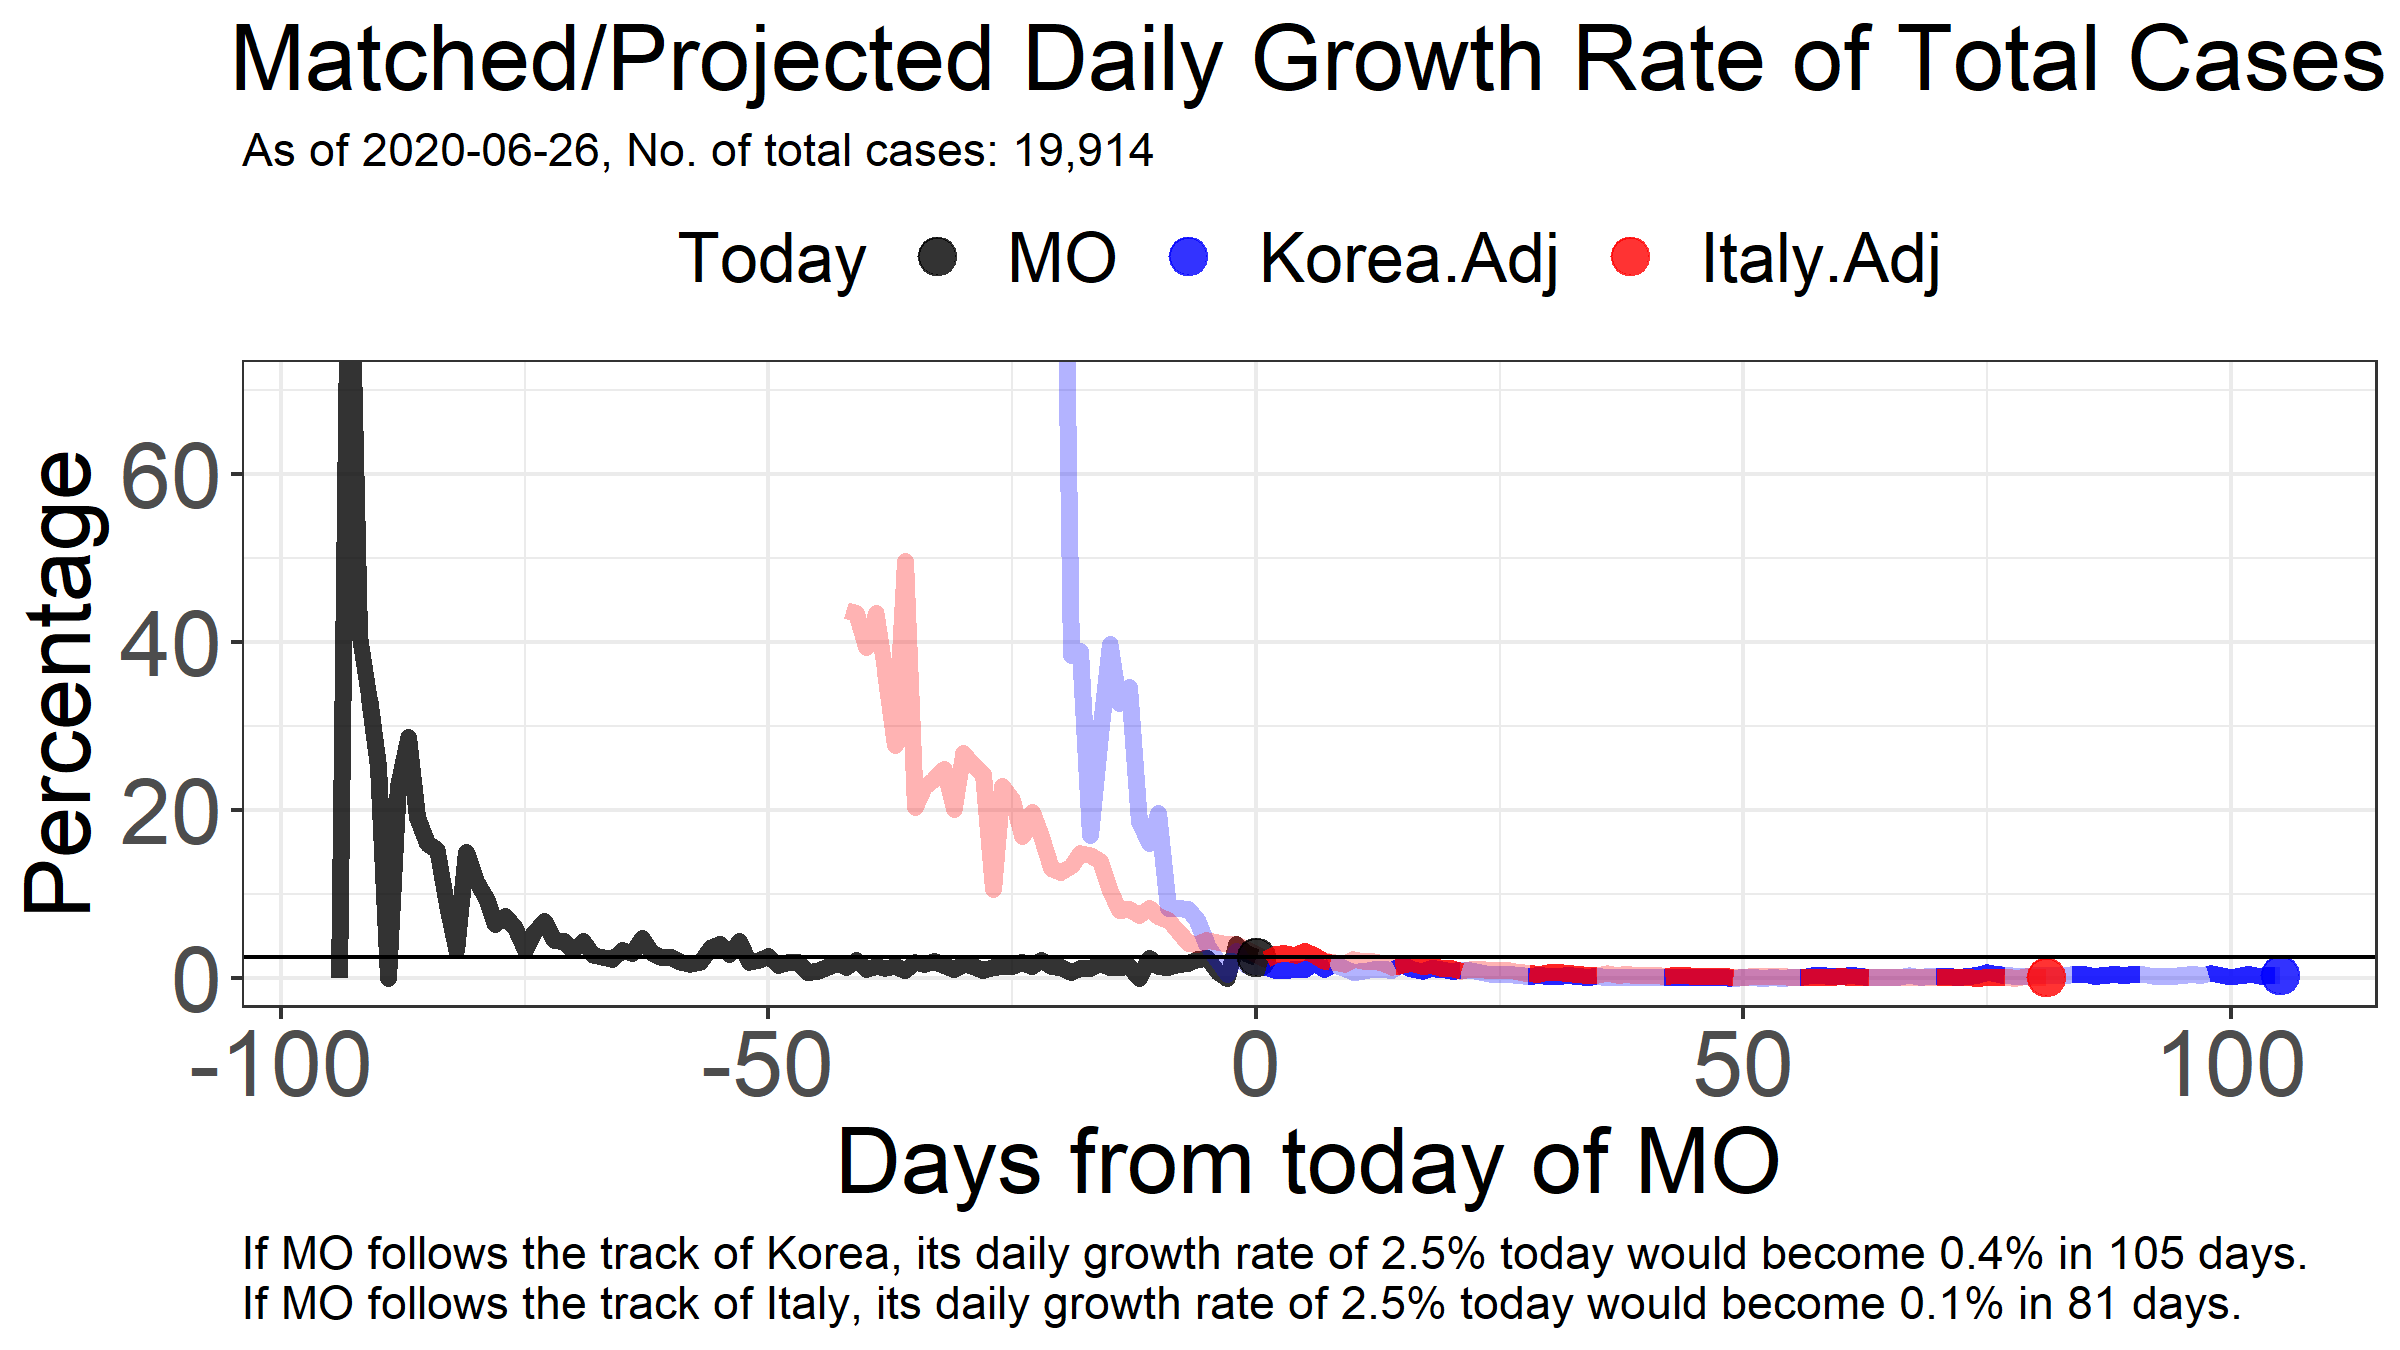 Matched/Projected Daily Growth Rate of Total Cases
As of 2020-06-26, No. of total cases: 19,914
Today MO Korea.Adj Italy.Adj
Percentage
60
40
20
0
-100 -50 0 50 100
Days from today of MO
If MO follows the track of Korea, its daily growth rate of 2.5% today would become 0.4% in 105 days.
If MO follows the track of Italy, its daily growth rate of 2.5% today would become 0.1% in 81 days.